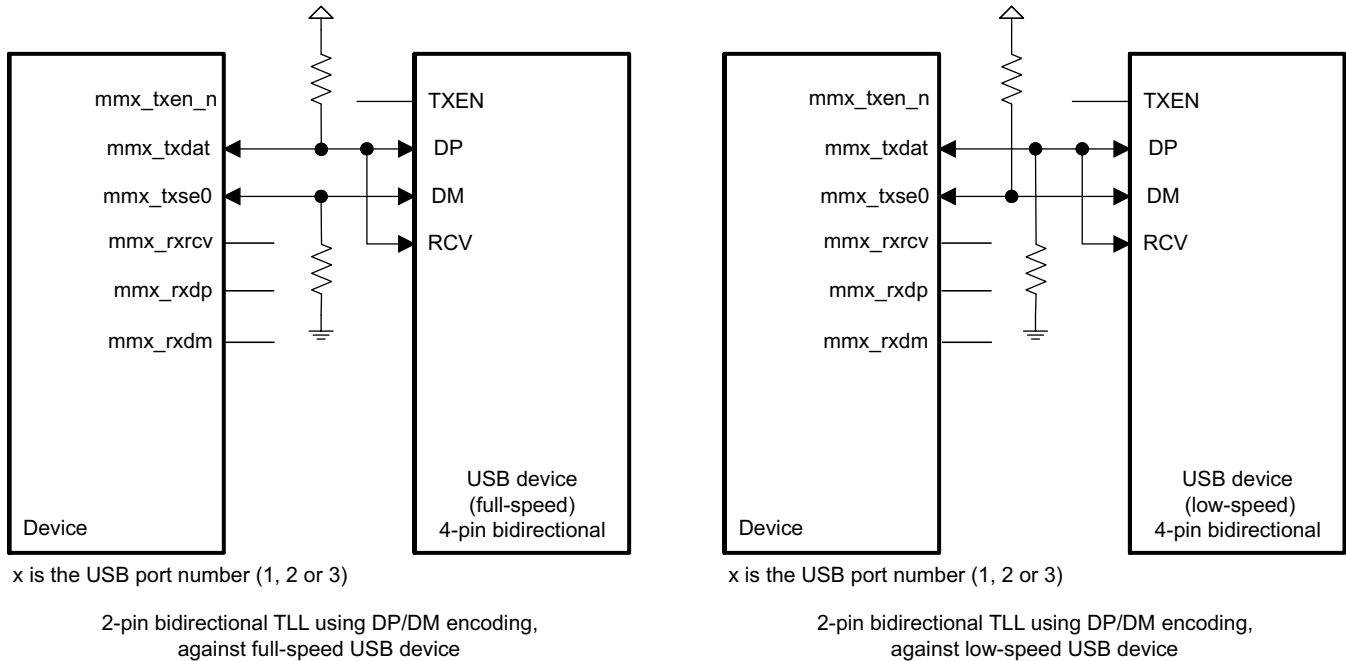 mmx_txen_n
mmx_txdat
mmx_txse0
mmx_rxrcv
mmx_rxdp
mmx_rxdm
Device
TXEN
DP
DM
RCV
USB device
(full-speed)
4-pin bidirectional
x is the USB port number (1, 2 or 3)
2-pin bidirectional TLL using DP/DM encoding,
against full-speed USB device
mmx_txen_n
mmx_txdat
mmx_txse0
mmx_rxrcv
mmx_rxdp
mmx_rxdm
Device
TXEN
DP
DM
RCV
USB device
(low-speed)
4-pin bidirectional
x is the USB port number (1, 2 or 3)
2-pin bidirectional TLL using DP/DM encoding,
against low-speed USB device